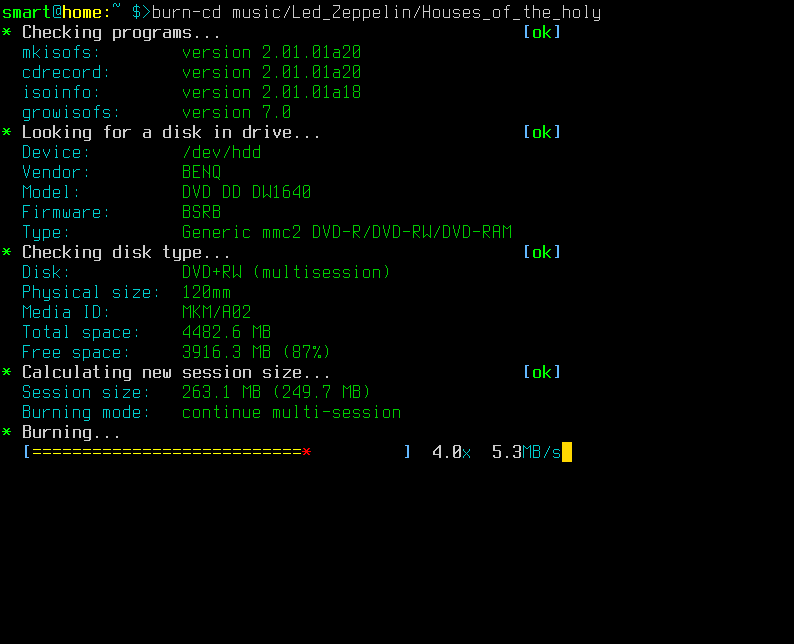 smart@home:~ $>burn-cd music/Led_Zeppelin/Houses_of_the_holy
* Checking programs... [ok]
mkisofs: version 2.01.01a20
cdrecord: version 2.01.01a20
isoinfo: version 2.01.01a18
growisofs: version 7.0
* Looking for a disk in drive... [ok]
Device: /dev/hdd
Vendor: BENQ
Model: DVD DD DW1640
Firmware: BSRB
Type: Generic mmc2 DVD-R/DVD-RW/DVD-RAM
* Checking disk type... [ok]
Disk: DVD+RW (multisession)
Physical size: 120mm
Media ID: MKM/A02
Total space: 4482.6 MB
Free space: 3916.3 MB (87%)
* Calculating new session size... [ok]
Session size: 263.1 MB (249.7 MB)
Burning mode: continue multi-session
* Burning...
[===========================* ] 4.0x 5.3MB/s